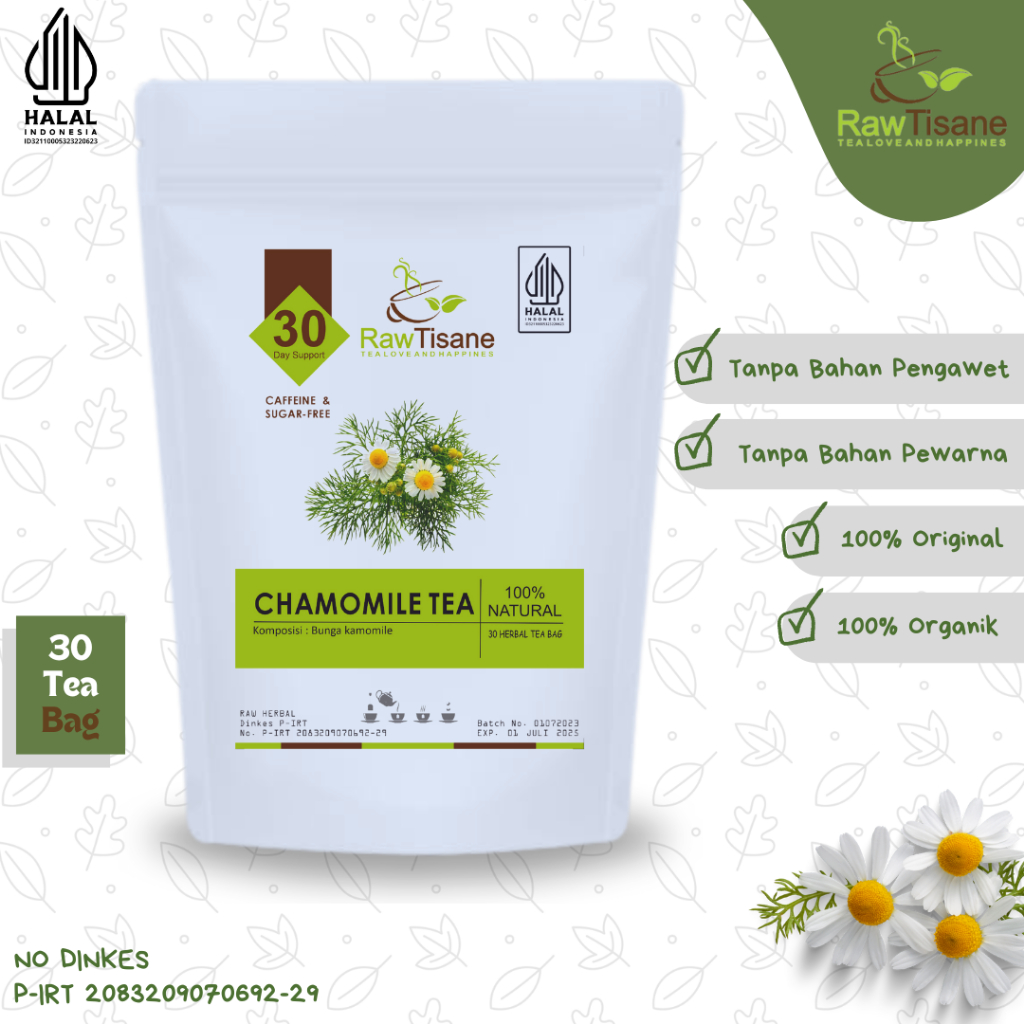 HALAL
INDONESIA
ID32110005323220623
RawTisane
TEALOVEANDHAPPINES
30
Day Support
CAFFEINE &
SUGAR-FREE
RawTisane
TEALOVEANDHAPPINES
HALAL
INDONESIA
CHAMOMILE TEA
Komposisi : Bunga kamomile
100%
NATURAL
30 HERBAL TEA BAG
RAW HERBAL
Dinkes P-IRT
No. P-IRT 2083209070692-29
Batch No. 01072023
EXP. 01 JULI 2025
Tanpa Bahan Pengawet
Tanpa Bahan Pewarna
100% Original
100% Organik
30
Tea
Bag
NO DINKES
P-IRT 2083209070692-29